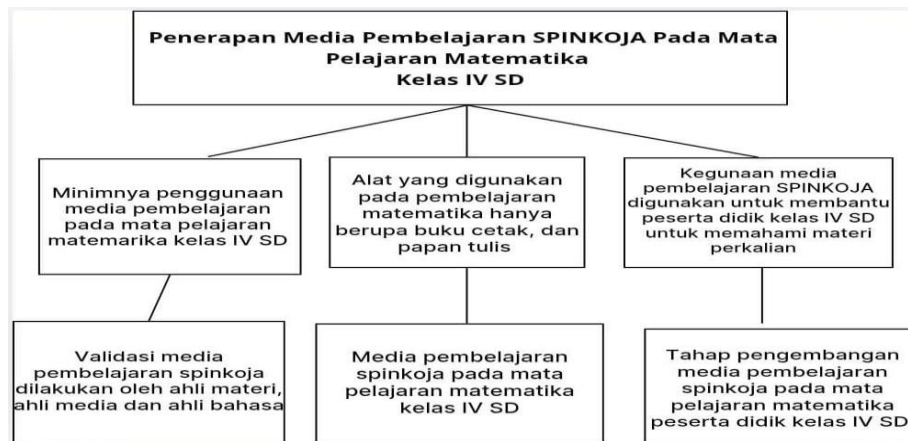 Penerapan Media Pembelajaran SPINKOJA Pada Mata
Pelajaran Matematika
Kelas IV SD
Minimnya penggunaan
media pembelajaran
pada mata pelajaran
matemarika kelas IV SD
Alat yang digunakan
pada pembelajaran
matematika hanya
berupa buku cetak, dan
papan tulis
Kegunaan media
pembelajaran SPINKOJA
digunakan untuk membantu
peserta didik kelas IV SD
untuk memahami materi
perkalian
Validasi media
pembelajaran spinkoja
dilakukan oleh ahli materi,
ahli media dan ahli bahasa
Media pembelajaran
spinkoja pada mata
pelajaran matematika
kelas IV SD
Tahap pengembangan
media pembelajaran
spinkoja pada mata
pelajaran matematika
peserta didik kelas IV SD